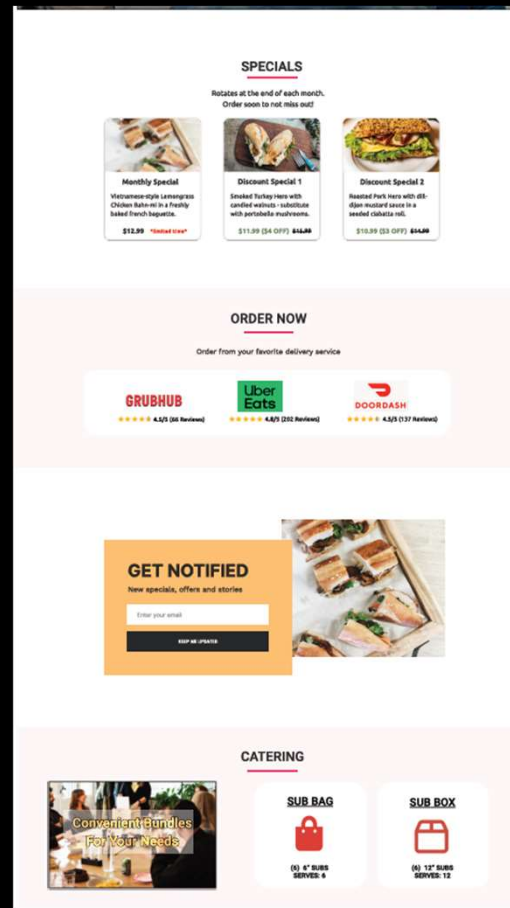 SPECIALS
Rotates at the end of each month.
Order soon to not miss out!
Monthly Special
Vietnamese-style Lemongrass
Chicken Bahn-mi in a freshly
baked french baguette.
$12.99 *limited time*
Discount Special 1
Smoked Turkey Hero with
candied walnuts - substitute
with portabella mushrooms.
$11.99 ($4 OFF) $15.99
Discount Special 2
Roasted Pork Hero with dill-
dijon mustard sauce in a
seeded ciabatta roll.
$10.99 ($3 OFF)
ORDER NOW
Order from your favorite delivery service
GRUBHUB
4.5/5 (66 Reviews)
Uber
Eats
4.8/5 (202 Reviews)
DOORDASH
4.5/5 (137 Reviews)
GET NOTIFIED
New specials, offers and stories
Enter your email
KEEP ME UPDATED
CATERING
Convenient Bundles
For Your Needs
SUB BAG
(6) 6" SUBS
SERVES: 6
SUB BOX
(6) 12" SUBS
SERVES: 12